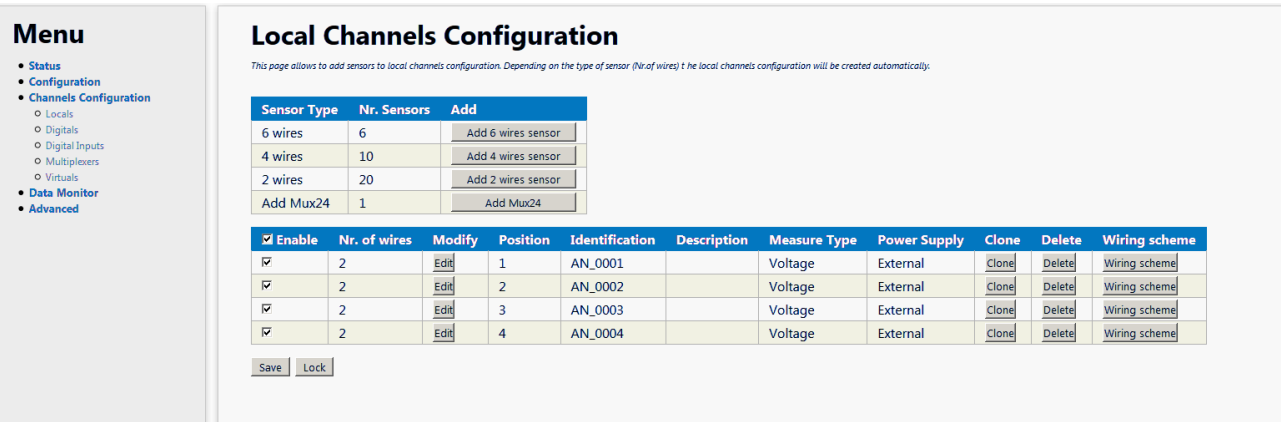 Menu
Status
Configuration
Channels Configuration
Locals
Digitals
Digital Inputs
Multiplexers
Virtuals
Data Monitor
Advanced
Local Channels Configuration
This page allows to add sensors to local channels configuration. Depending on the type of sensor (Nr.of wires) t he local channels configuration will be created automatically.
Sensor Type Nr. Sensors Add
6 wires 6 Add 6 wires sensor
4 wires 10 Add 4 wires sensor
2 wires 20 Add 2 wires sensor
Add Mux24 1 Add Mux24
Enable Nr. of wires Modify Position Identification Description Measure Type Power Supply Clone Delete Wiring scheme
2 Edit 1 AN_0001 Voltage External Clone Delete Wiring scheme
2 Edit 2 AN_0002 Voltage External Clone Delete Wiring scheme
2 Edit 3 AN_0003 Voltage External Clone Delete Wiring scheme
2 Edit 4 AN_0004 Voltage External Clone Delete Wiring scheme
Save Lock